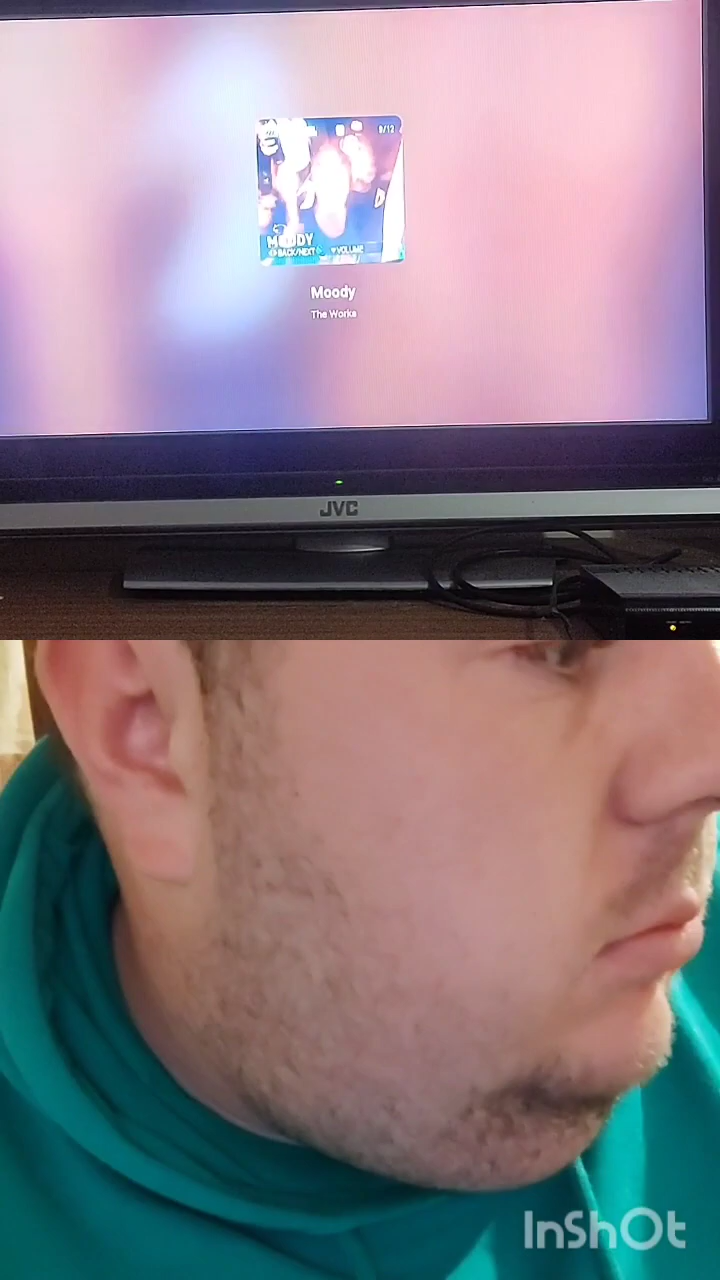 8/12
MOODY
BACK/NEXT
VOLUME
Moody
The Works
JVC
InShOt